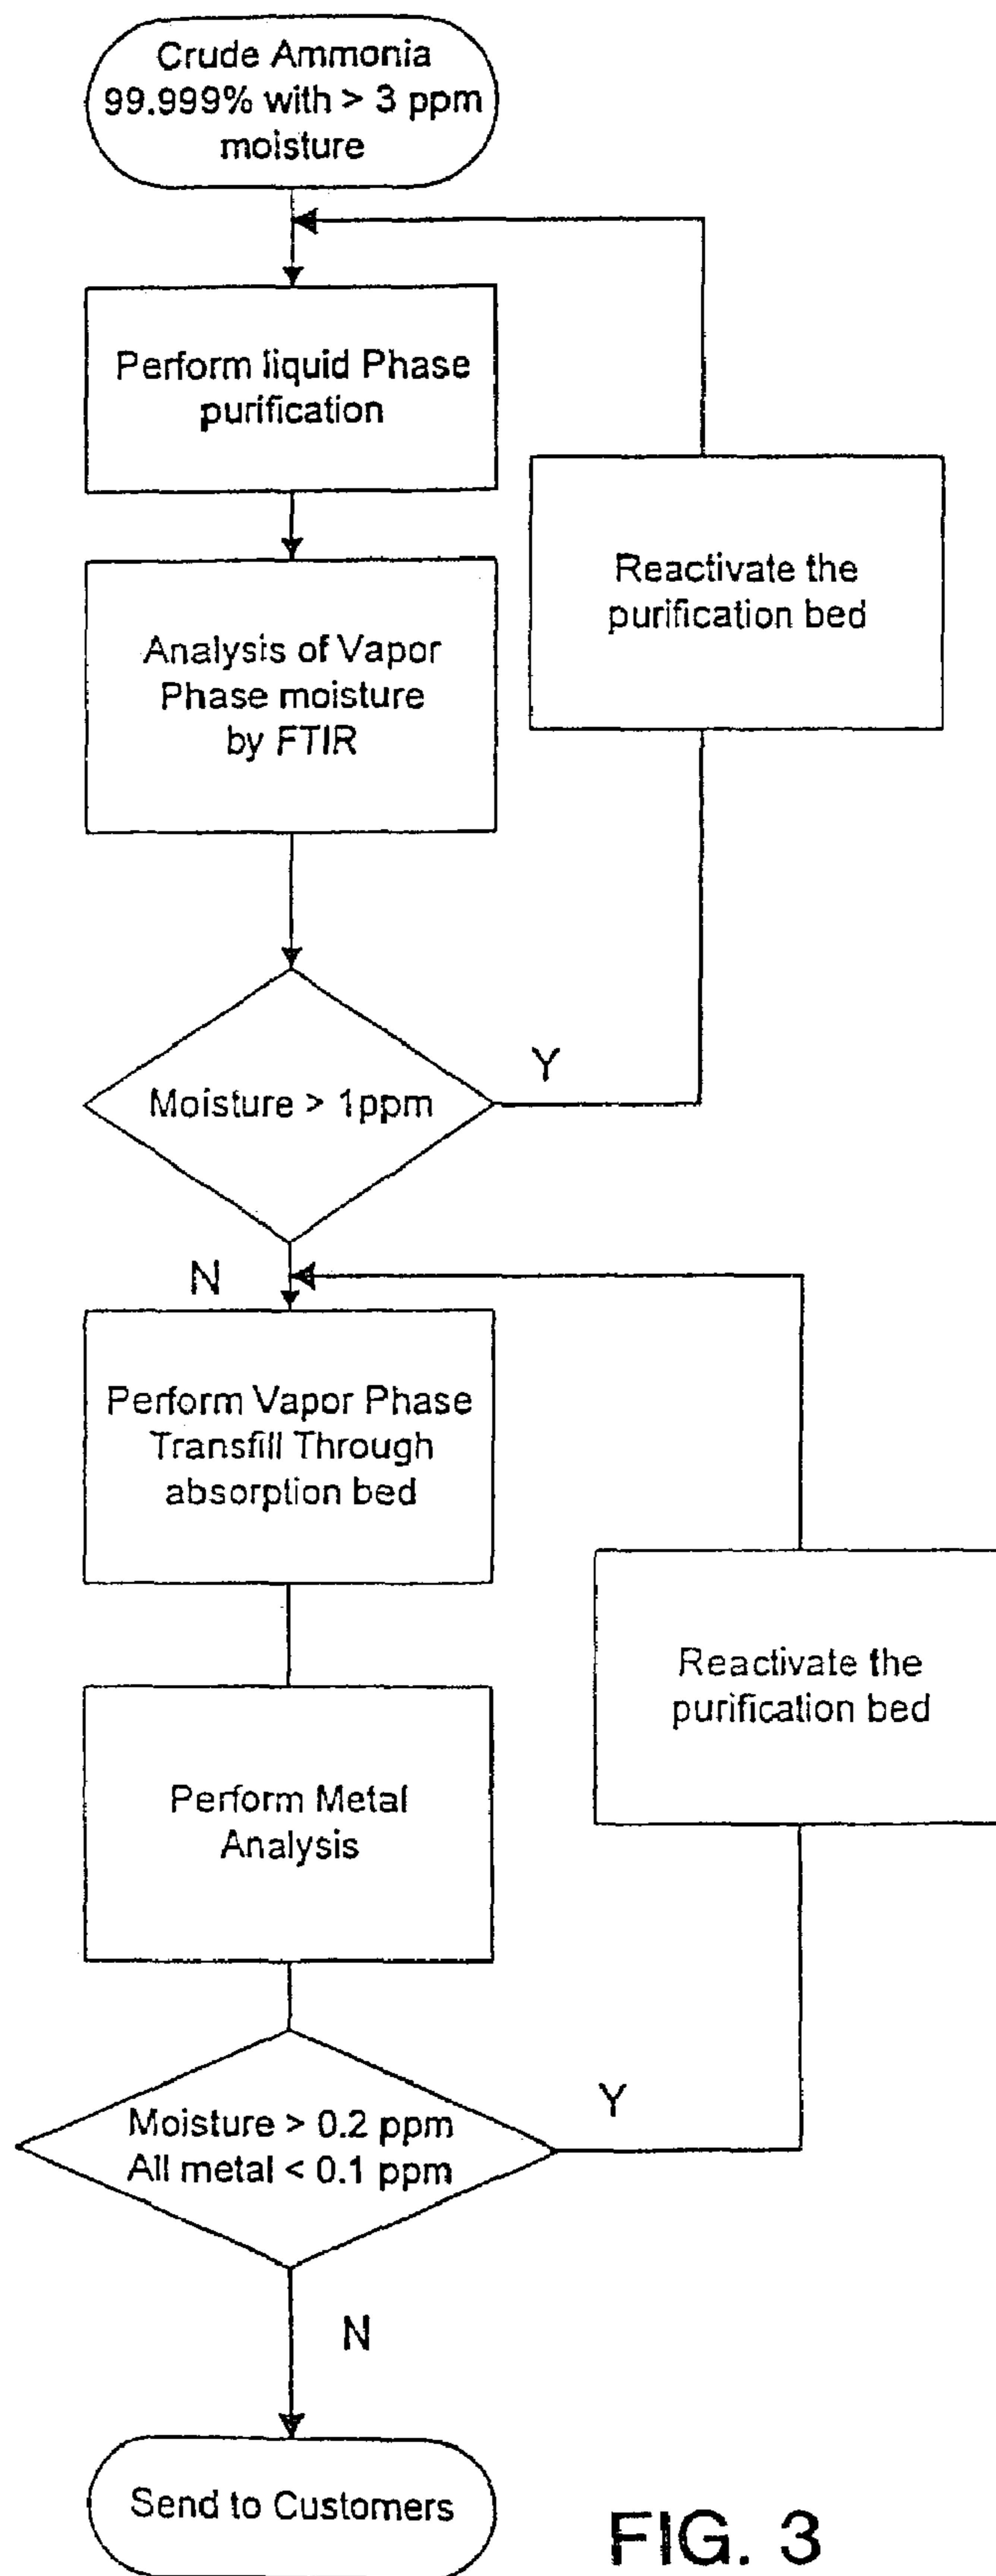 Crude Ammonia
99.999% with > 3 ppm
moisture
Perform liquid Phase
purification
Reactivate the
purification bed
Analysis of Vapor
Phase moisture
by FTIR
Y
Moisture > 1ppm
N
Perform Vapor Phase
Transfill Through
absorption bed
Reactivate the
purification bed
Perform Metal
Analysis
Y
Moisture > 0.2 ppm
All metal < 0.1 ppm
N
Send to Customers
FIG. 3